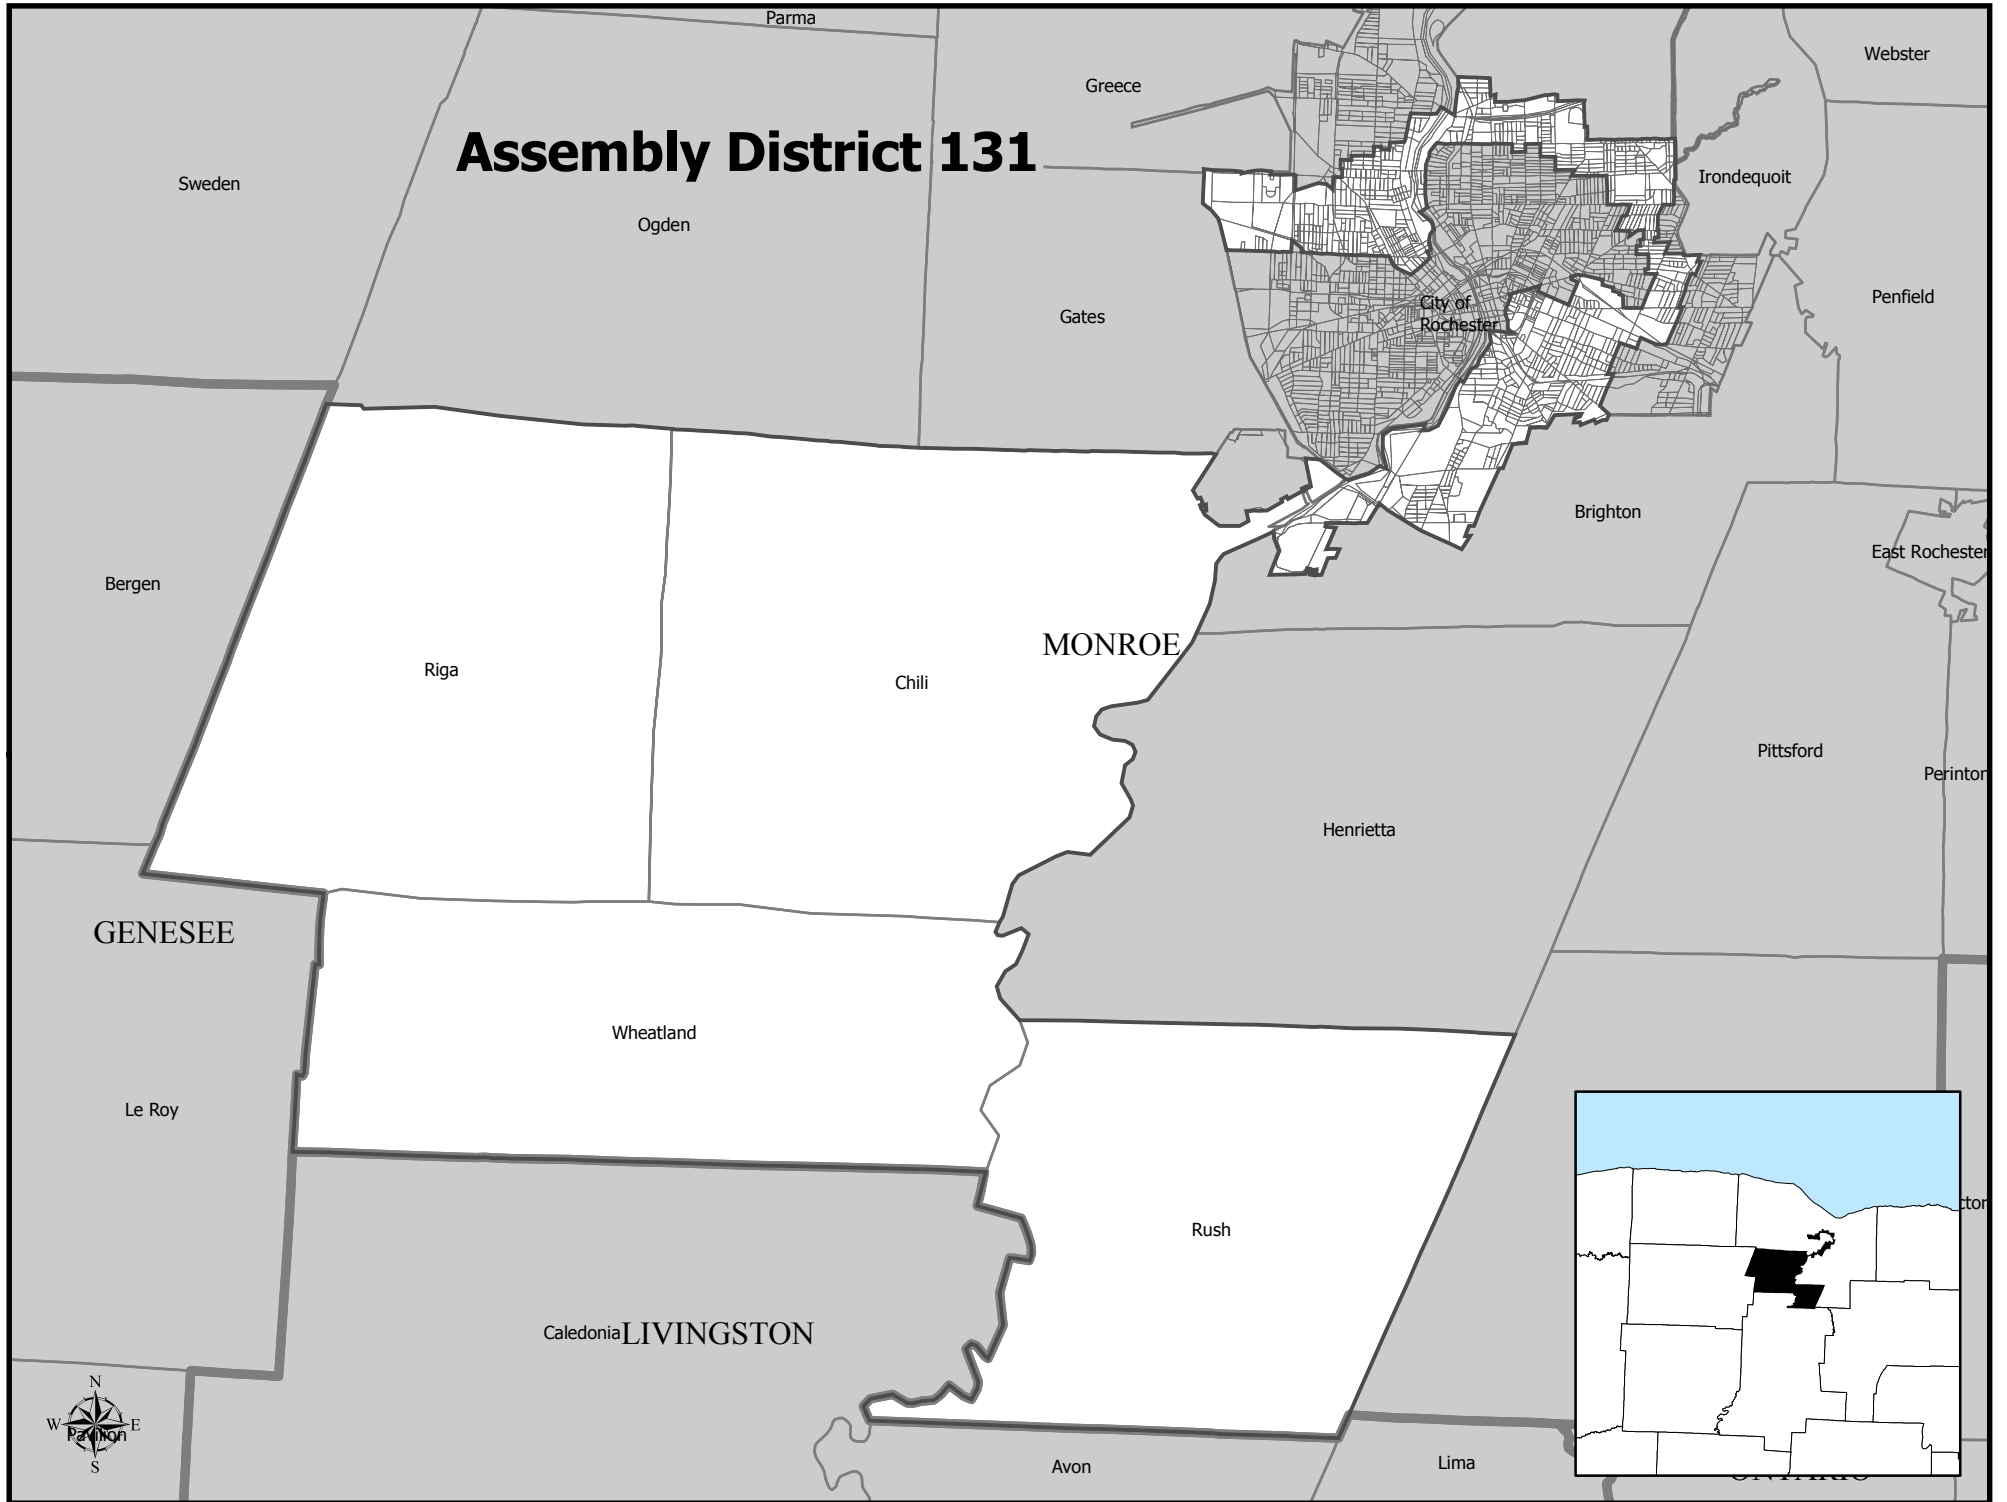 Parma
Webster
Greece
Assembly District 131
Sweden
Irondequoit
Ogden
Penfield
City of
Rochester
Gates
Brighton
East Rochester
Bergen
MONROE
Riga
Chili
Pittsford
Perinton
Henrietta
GENESEE
Wheatland
Le Roy
Rush
Caledonia
LIVINGSTON
N
W
E
Pavilion
S
Avon
Lima